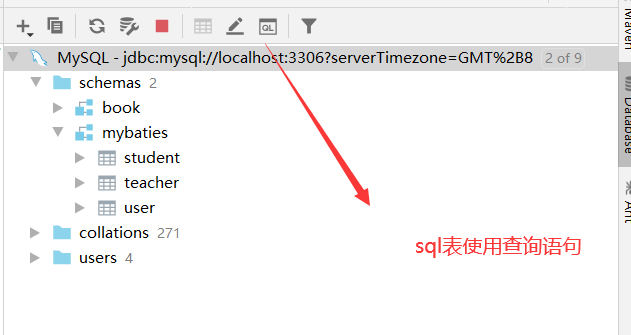 QL
MySQL - jdbc:mysql://localhost:3306?serverTimezone=GMT%2B8 2 of 9
schemas 2
book
mybaties
student
teacher
user
collations 271
users 4
sql表使用查询语句
Maven
Database
Ant